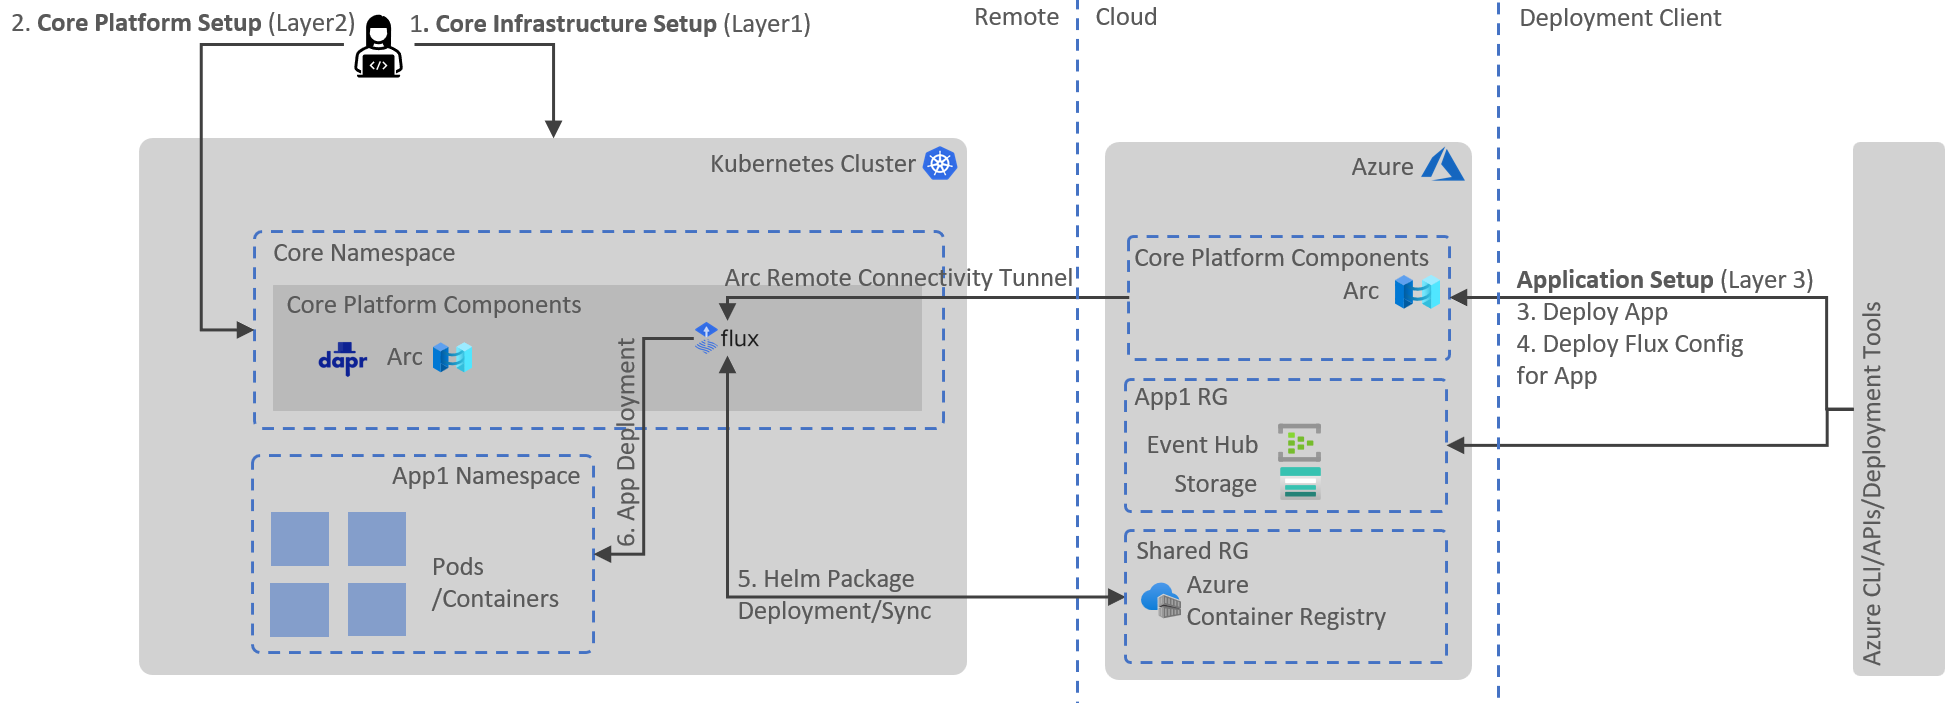 2. Core Platform Setup (Layer2)
1. Core Infrastructure Setup (Layer1)
Remote
Cloud
Deployment Client
</>
Kubernetes Cluster
Azure
Core Namespace
Core Platform Components
dapr
Arc
flux
Arc Remote Connectivity Tunnel
Core Platform Components
Arc
Application Setup (Layer 3)
3. Deploy App
4. Deploy Flux Config
for App
App1 RG
Event Hub
Storage
6. App Deployment
App1 Namespace
Pods
/Containers
5. Helm Package
Deployment/Sync
Shared RG
Azure
Container Registry
Azure CLI/APIs/Deployment Tools